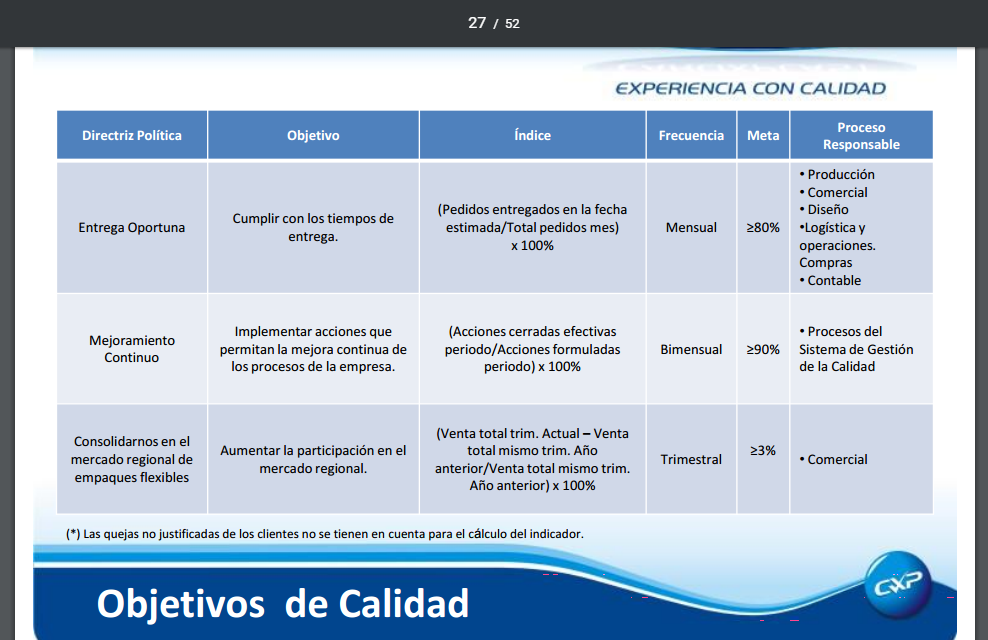 27 / 52
EXPERIENCIA CON CALIDAD
Directriz Política
Objetivo
Índice
Frecuencia
Meta
Proceso
Responsable
Entrega Oportuna
Cumplir con los tiempos de
entrega.
(Pedidos entregados en la fecha
estimada/Total pedidos mes)
x 100%
Mensual
≥80%
• Producción
• Comercial
• Diseño
•Logística y
operaciones.
Compras
• Contable
Mejoramiento
Continuo
Implementar acciones que
permitan la mejora continua de
los procesos de la empresa.
(Acciones cerradas efectivas
periodo/Acciones formuladas
periodo) x 100%
Bimensual
≥90%
• Procesos del
Sistema de Gestión
de la Calidad
Consolidarnos en el
mercado regional de
empaques flexibles
Aumentar la participación en el
mercado regional.
(Venta total trim. Actual – Venta
total mismo trim. Año
anterior/Venta total mismo trim.
Año anterior) x 100%
Trimestral
≥3%
• Comercial
(*) Las quejas no justificadas de los clientes no se tienen en cuenta para el cálculo del indicador.
Objetivos de Calidad
CXP